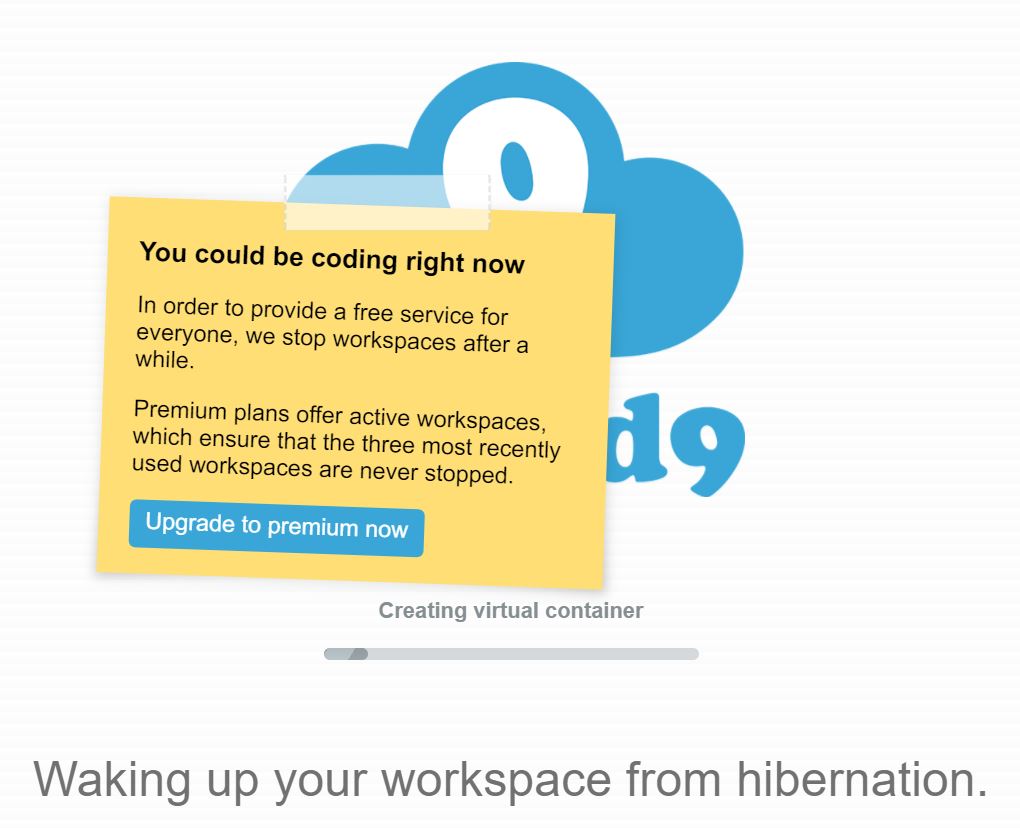 You could be coding right now
In order to provide a free service for
everyone, we stop workspaces after a
while.
Premium plans offer active workspaces,
which ensure that the three most recently
used workspaces are never stopped.
Upgrade to premium now
d9
Creating virtual container
Waking up your workspace from hibernation.